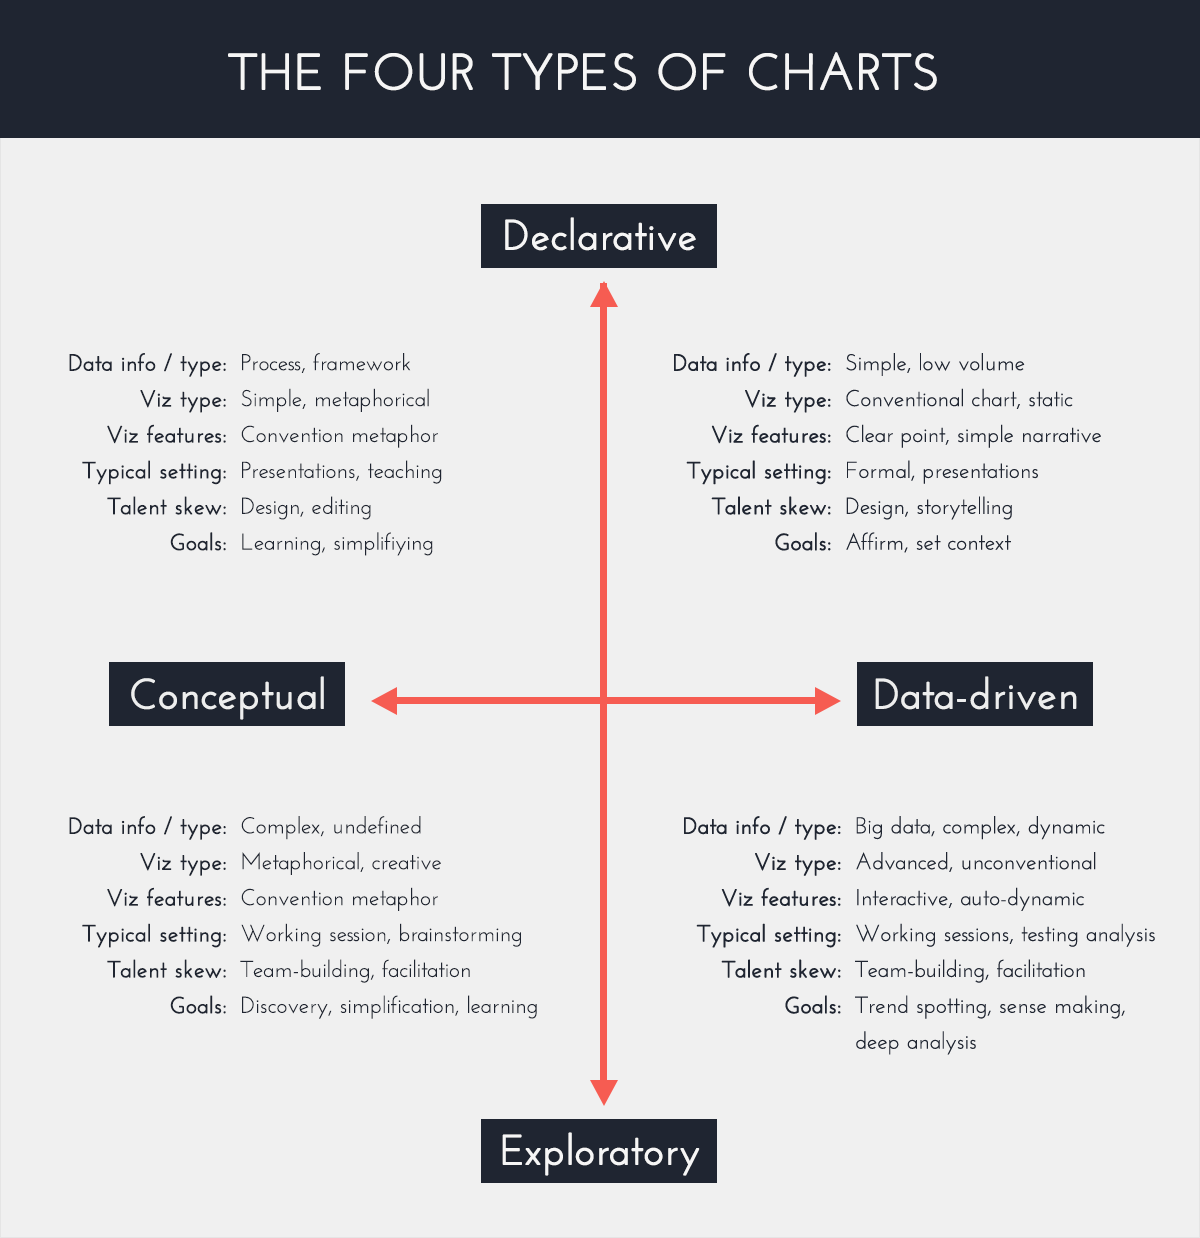 THE FOUR TYPES OF CHARTS
Declarative
Data info / type: Process, framework
Viz type: Simple, metaphorical
Viz features: Convention metaphor
Typical setting: Presentations, teaching
Talent skew: Design, editing
Goals: Learning, simplifiying
Data info / type: Simple, low volume
Viz type: Conventional chart, static
Viz features: Clear point, simple narrative
Typical setting: Formal, presentations
Talent skew: Design, storytelling
Goals: Affirm, set context
Conceptual
Data-driven
Data info / type: Complex, undefined
Viz type: Metaphorical, creative
Viz features: Convention metaphor
Typical setting: Working session, brainstorming
Talent skew: Team-building, facilitation
Goals: Discovery, simplification, learning
Data info / type: Big data, complex, dynamic
Viz type: Advanced, unconventional
Viz features: Interactive, auto-dynamic
Typical setting: Working sessions, testing analysis
Talent skew: Team-building, facilitation
Goals: Trend spotting, sense making,
deep analysis
Exploratory